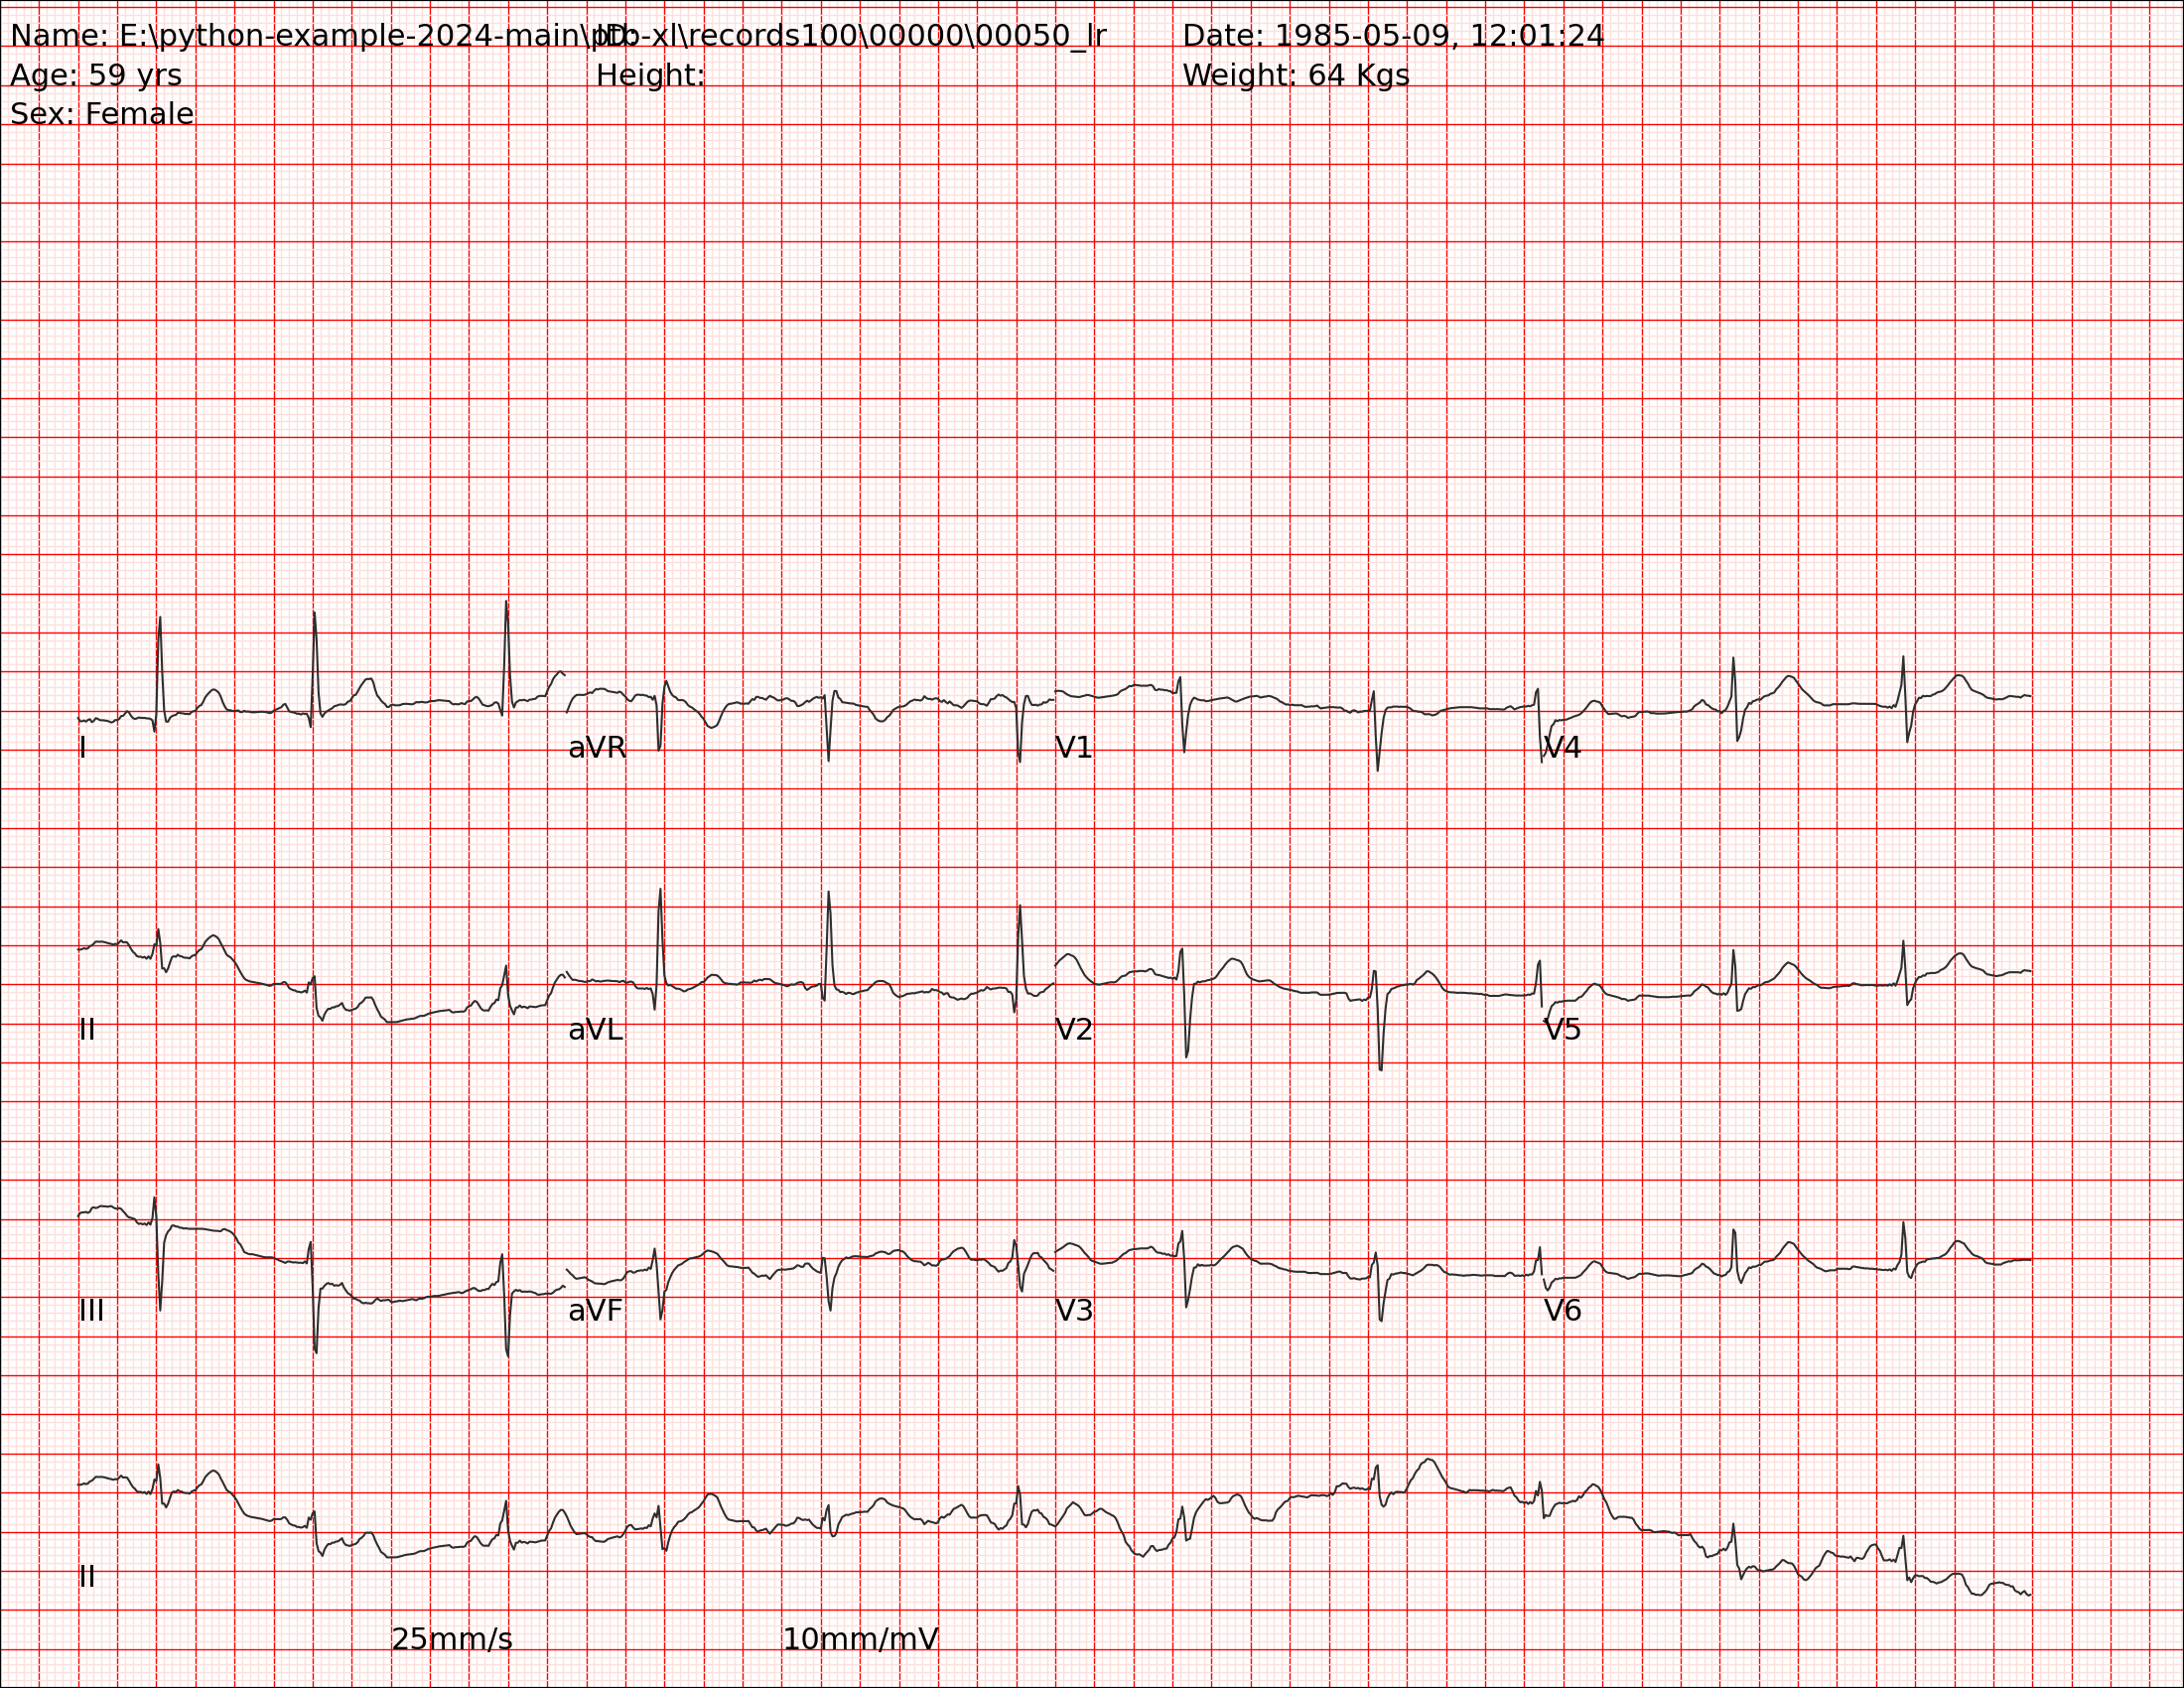 Name: E:\python-example-2024-main\ptb-xl\records100\00000\00050_lr ID: Date: 1985-05-09, 12:01:24
Age: 59 yrs Height: Weight: 64 Kgs
Sex: Female
I aVR V1 V4
II aVL V2 V5
III aVF V3 V6
II
25mm/s 10mm/mV